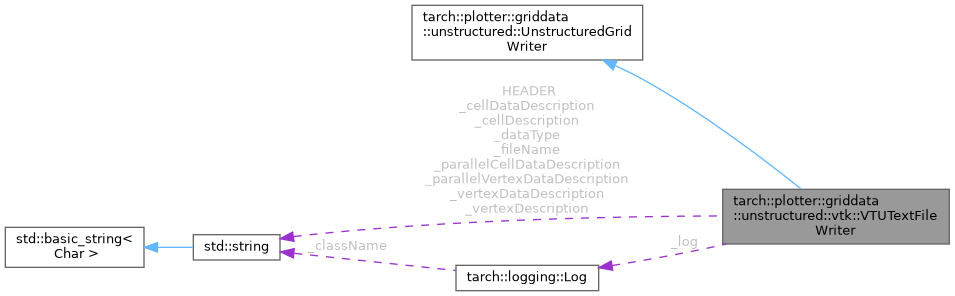 tarch::plotter::griddata
::unstructured::UnstructuredGrid
Writer
HEADER
_cellDataDescription
_cellDescription
_dataType
_fileName
_parallelCellDataDescription
_parallelVertexDataDescription
_vertexDataDescription
_vertexDescription
tarch::plotter::griddata
::unstructured::vtk::VTUTextFile
Writer
std::basic_string<
Char >
std::string
_className
_log
tarch::logging::Log